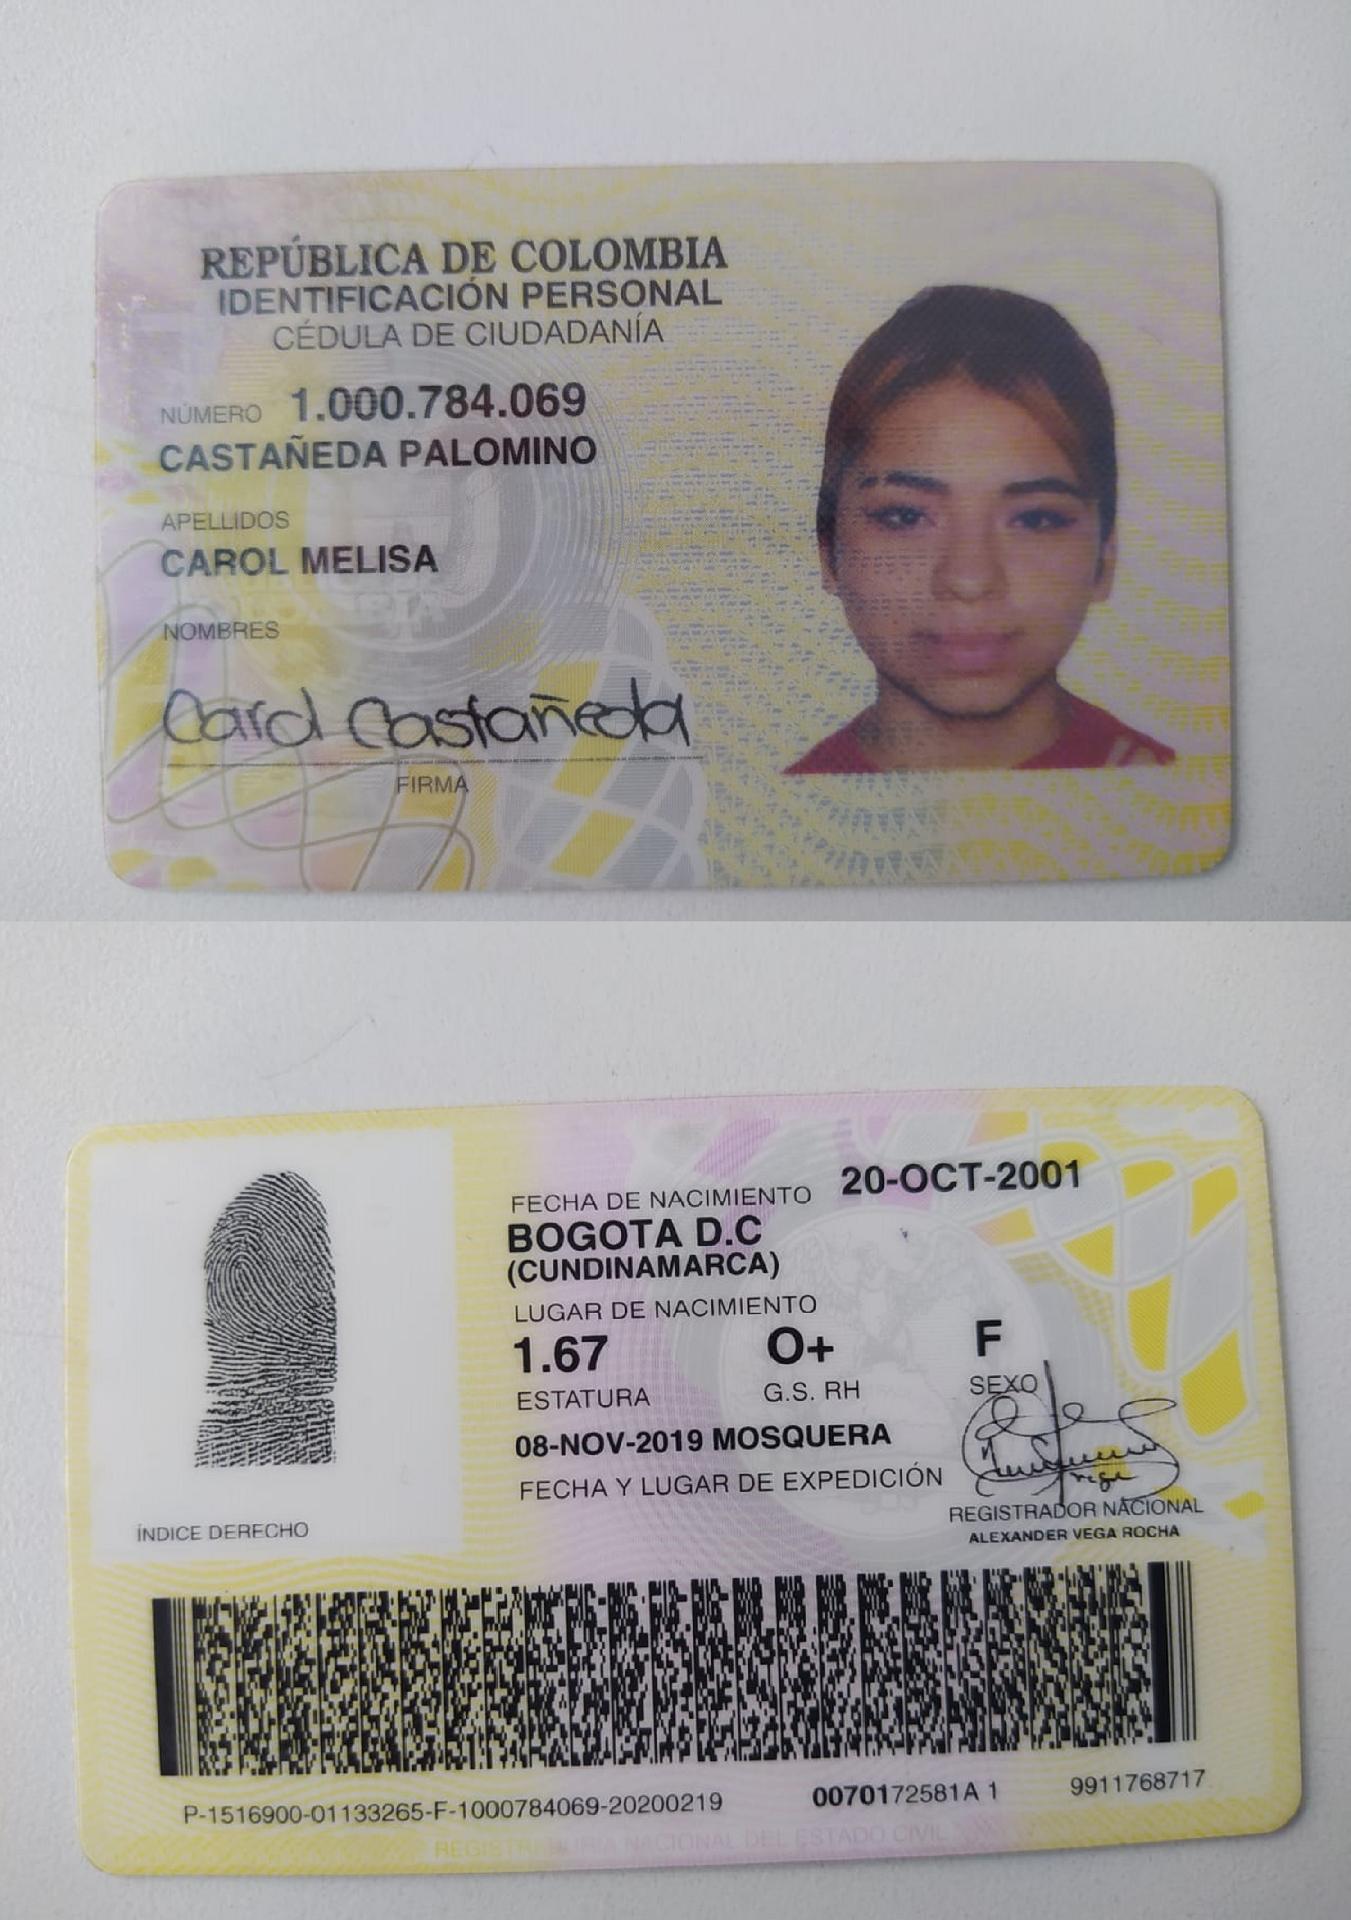 REPÚBLICA DE COLOMBIA
IDENTIFICACIÓN PERSONAL
CÉDULA DE CIUDADANÍA
NÚMERO 1.000.784.069
CASTAÑEDA PALOMINO
APELLIDOS
CAROL MELISA
NOMBRES
Carol Castañeda
FIRMA
FECHA DE NACIMIENTO 20-OCT-2001
BOGOTA D.C
(CUNDINAMARCA)
LUGAR DE NACIMIENTO
1.67 O+ F
ESTATURA G.S. RH SEXO
08-NOV-2019 MOSQUERA
FECHA Y LUGAR DE EXPEDICIÓN
REGISTRADOR NACIONAL
ALEXANDER VEGA ROCHA
ÍNDICE DERECHO
P-1516900-01133265-F-1000784069-20200219 0070172581A 1 9911768717
REGISTRADURIA NACIONAL DEL ESTADO CIVIL